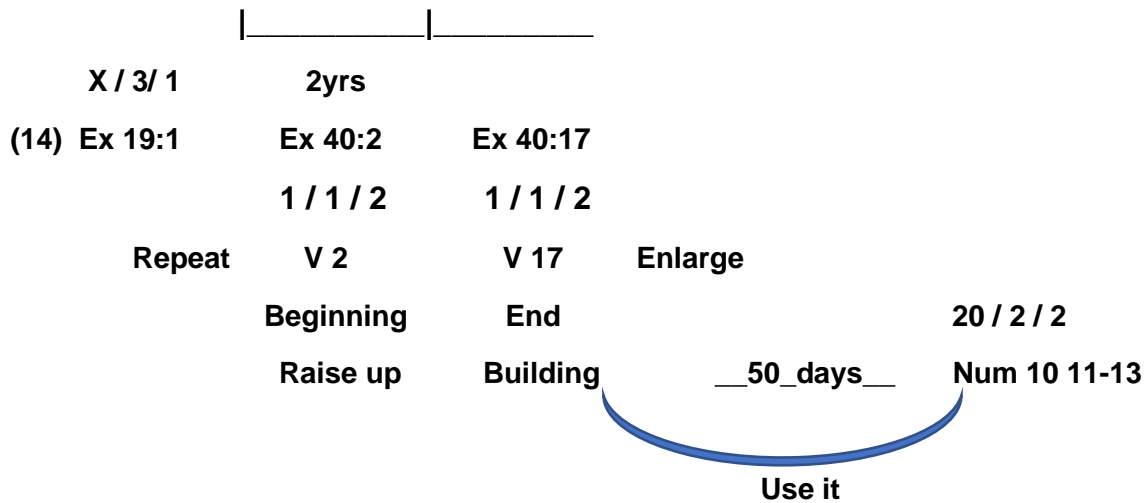 |__________|_________
X / 3/ 1 2yrs
(14) Ex 19:1 Ex 40:2 Ex 40:17
1 / 1 / 2 1 / 1 / 2
Repeat V 2 V 17 Enlarge
Beginning End 20 / 2 / 2
Raise up Building __50_days__ Num 10 11-13
Use it